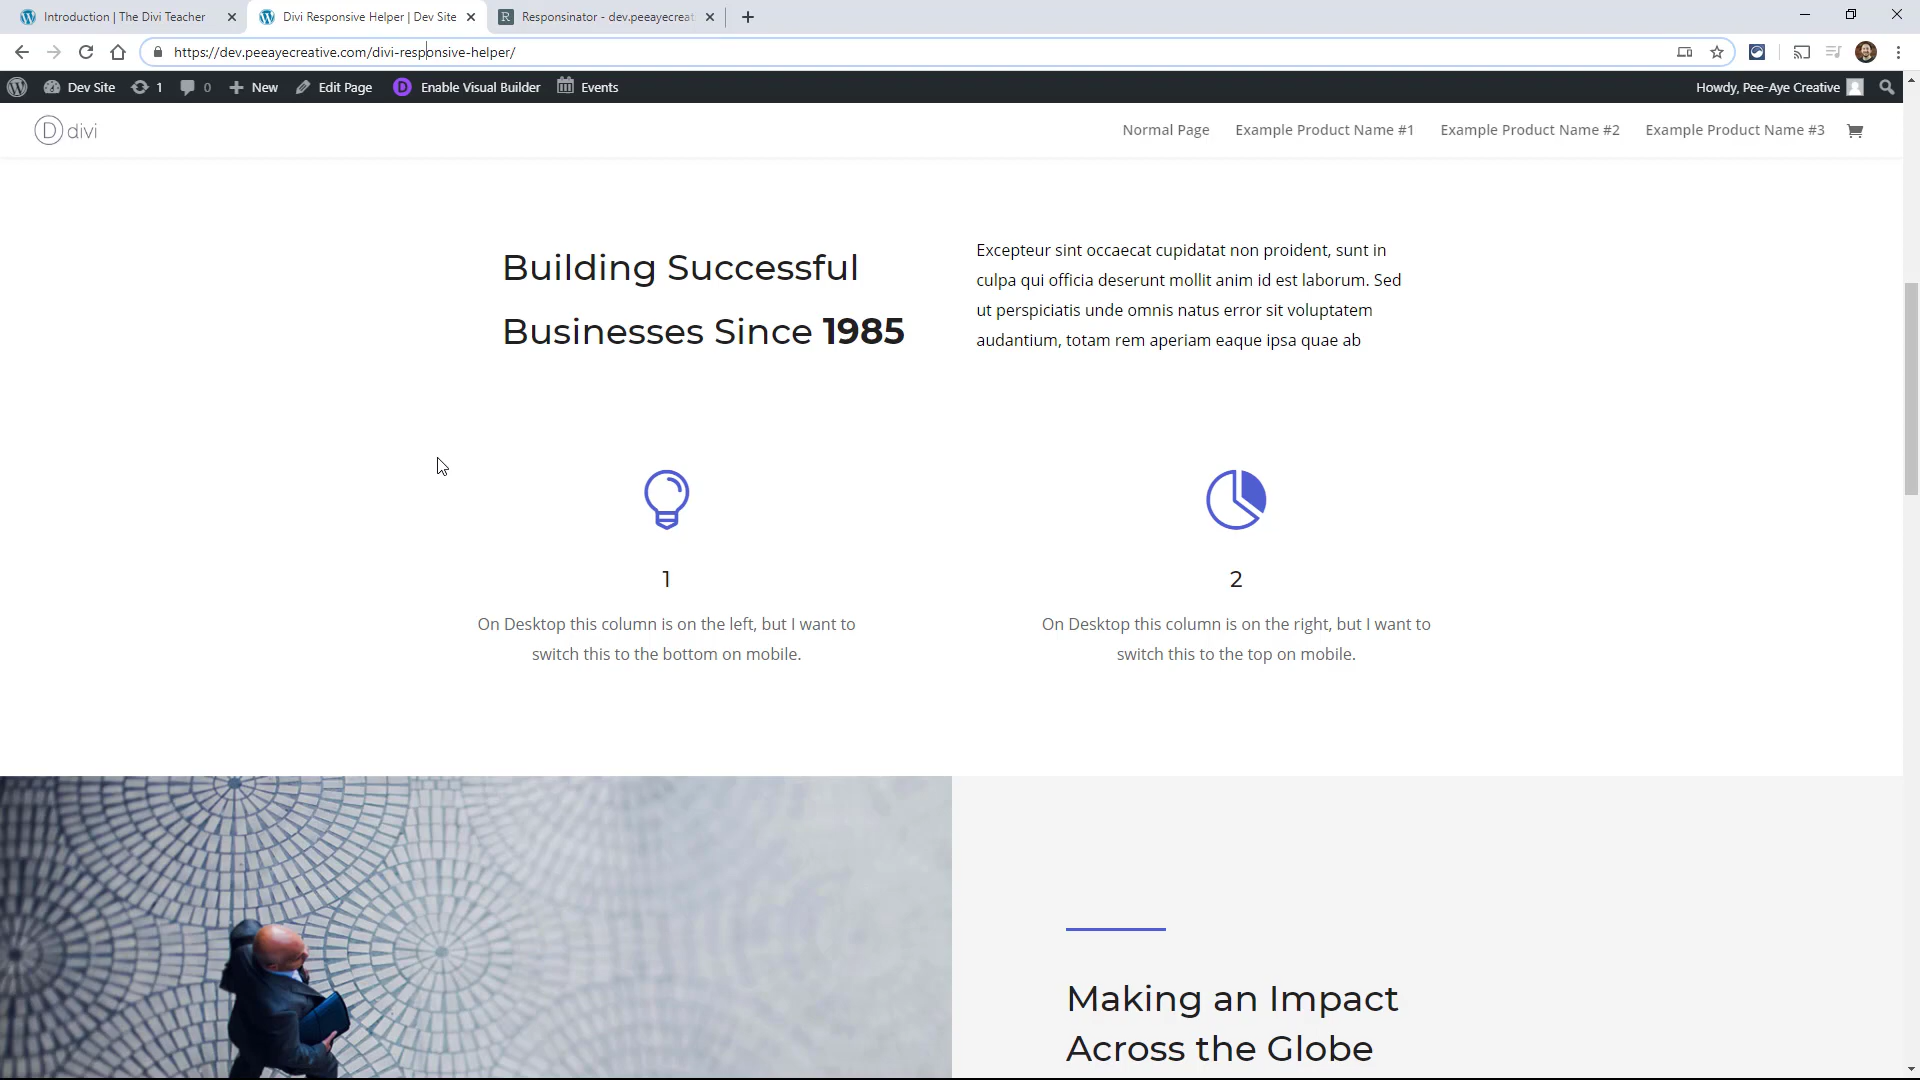 Introduction | The Divi Teacher
Divi Responsive Helper | Dev Site
Responsinator - dev.peeayecreat
https://dev.peeayecreative.com/divi-responsive-helper/
Dev Site
1
0
New
Edit Page
D
Enable Visual Builder
Events
Howdy, Pee-Aye Creative
D divi
Normal Page
Example Product Name #1
Example Product Name #2
Example Product Name #3
Building Successful
Businesses Since 1985
Excepteur sint occaecat cupidatat non proident, sunt in
culpa qui officia deserunt mollit anim id est laborum. Sed
ut perspiciatis unde omnis natus error sit voluptatem
audantium, totam rem aperiam eaque ipsa quae ab
1
On Desktop this column is on the left, but I want to
switch this to the bottom on mobile.
2
On Desktop this column is on the right, but I want to
switch this to the top on mobile.
Making an Impact
Across the Globe